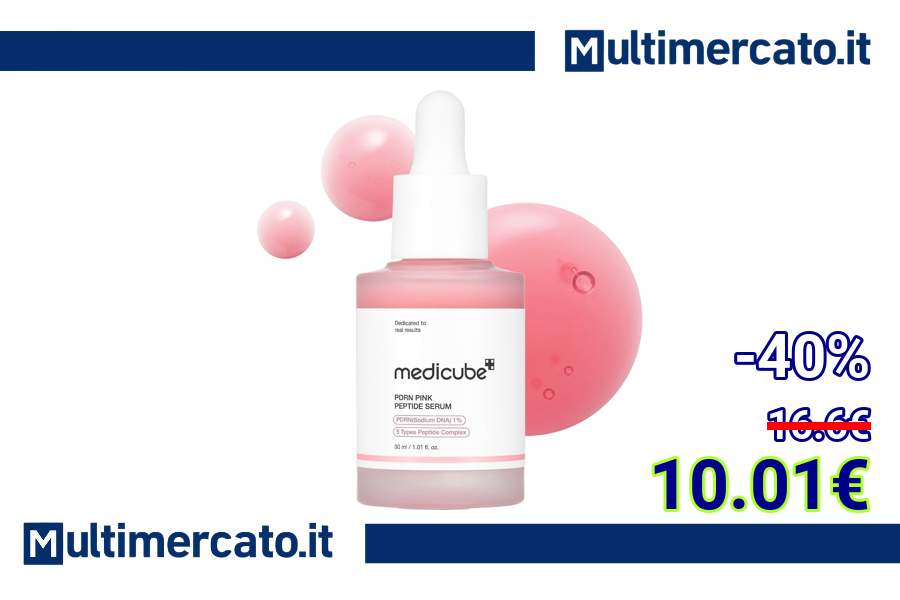 Multimercato.it
Dedicated to
real results
medicube
PDRN PINK
PEPTIDE SERUM
PDRN(Sodium DNA) 1%
5 Types Peptide Complex
30 ml / 1.01 fl. oz.
-40%
16.6€
10.01€
Multimercato.it